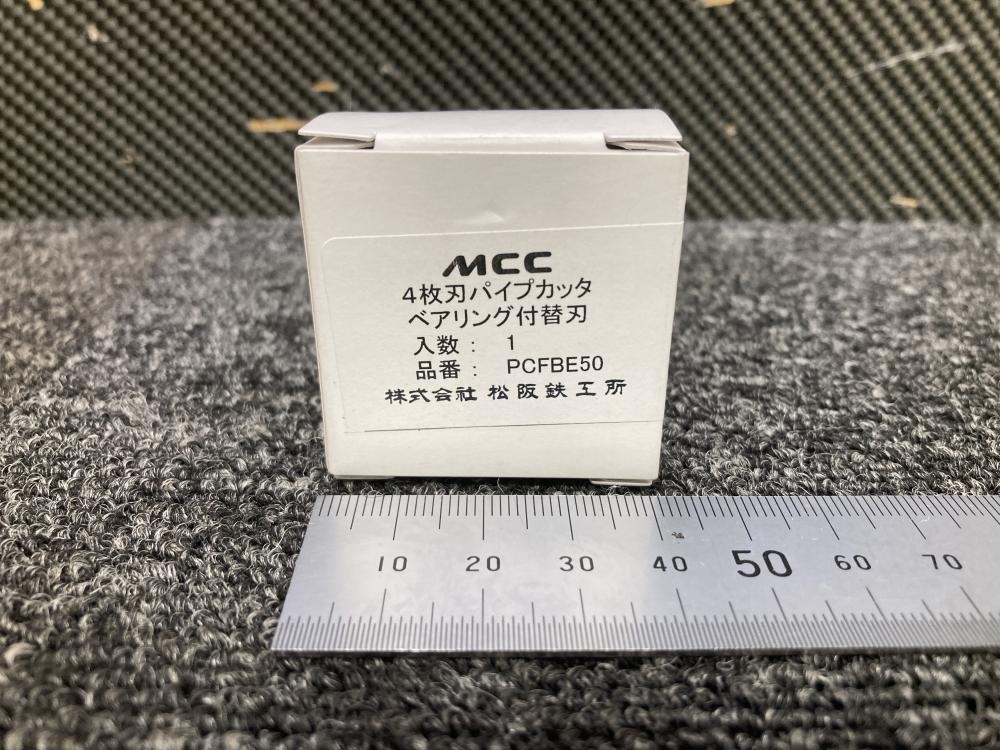 MCC
4枚刃パイプカッタ
ベアリング付替刃
入数： 1
品番： PCFBE50
株式会社 松阪鉄工所
10 20 30 40 50 60 70